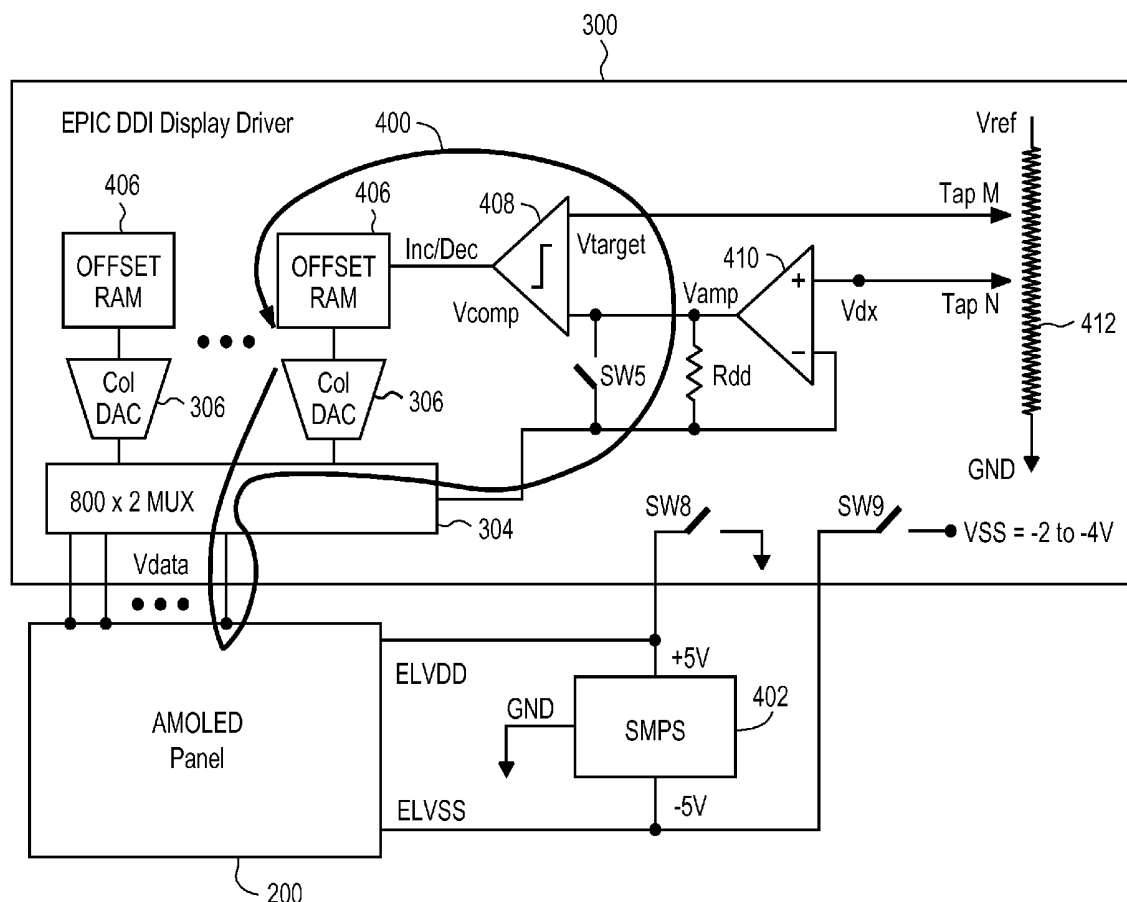 300
EPIC DDI Display Driver
400
Vref
406
406
408
Tap M
OFFSET
RAM
OFFSET
RAM
Inc/Dec
Vtarget
410
+
Vcomp
Vamp
Vdx
Tap N
412
−
Col
DAC
306
Col
DAC
306
SW5
Rdd
GND
800 x 2 MUX
304
SW8
SW9
VSS = -2 to -4V
Vdata
ELVDD
+5V
GND
SMPS
402
AMOLED
Panel
ELVSS
-5V
200